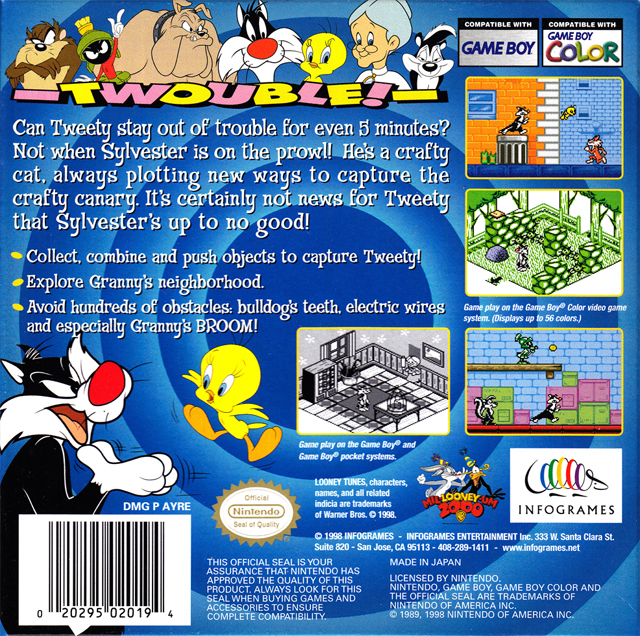 COMPATIBLE WITH
GAME BOY
COMPATIBLE WITH
GAME BOY
COLOR
TWOUBLE!
Can Tweety stay out of trouble for even 5 minutes?
Not when Sylvester is on the prowl!! He's a crafty
cat, always plotting new ways to capture the
crafty canary. It's certainly not news for Tweety
that Sylvester's up to no good!
Collect, combine and push objects to capture Tweety!
Explore Granny's neighborhood.
Avoid hundreds of obstacles: bulldog's teeth, electric wires
and especially Granny's BROOM!
Game play on the Game Boy® Color video game
system. (Displays up to 56 colors.)
Game play on the Game Boy® and
Game Boy® pocket systems.
DMG P AYRE
Official
Nintendo
Seal of Quality
LOONEY TUNES, characters,
names, and all related
indicia are trademarks
of Warner Bros. © 1998.
MIL-LOONEY-UM
2000
INFOGRAMES
© 1998 INFOGRAMES - INFOGRAMES ENTERTAINMENT Inc. 333 W. Santa Clara St.
Suite 820 - San Jose, CA 95113 - 408-289-1411 - www.infogrames.net
0 20295 02019 4
THIS OFFICIAL SEAL IS YOUR
ASSURANCE THAT NINTENDO HAS
APPROVED THE QUALITY OF THIS
PRODUCT. ALWAYS LOOK FOR THIS
SEAL WHEN BUYING GAMES AND
ACCESSORIES TO ENSURE
COMPLETE COMPATIBILITY.
MADE IN JAPAN
LICENSED BY NINTENDO.
NINTENDO, GAME BOY, GAME BOY COLOR AND
THE OFFICIAL SEAL ARE TRADEMARKS OF
NINTENDO OF AMERICA INC.
© 1989, 1998 NINTENDO OF AMERICA INC.